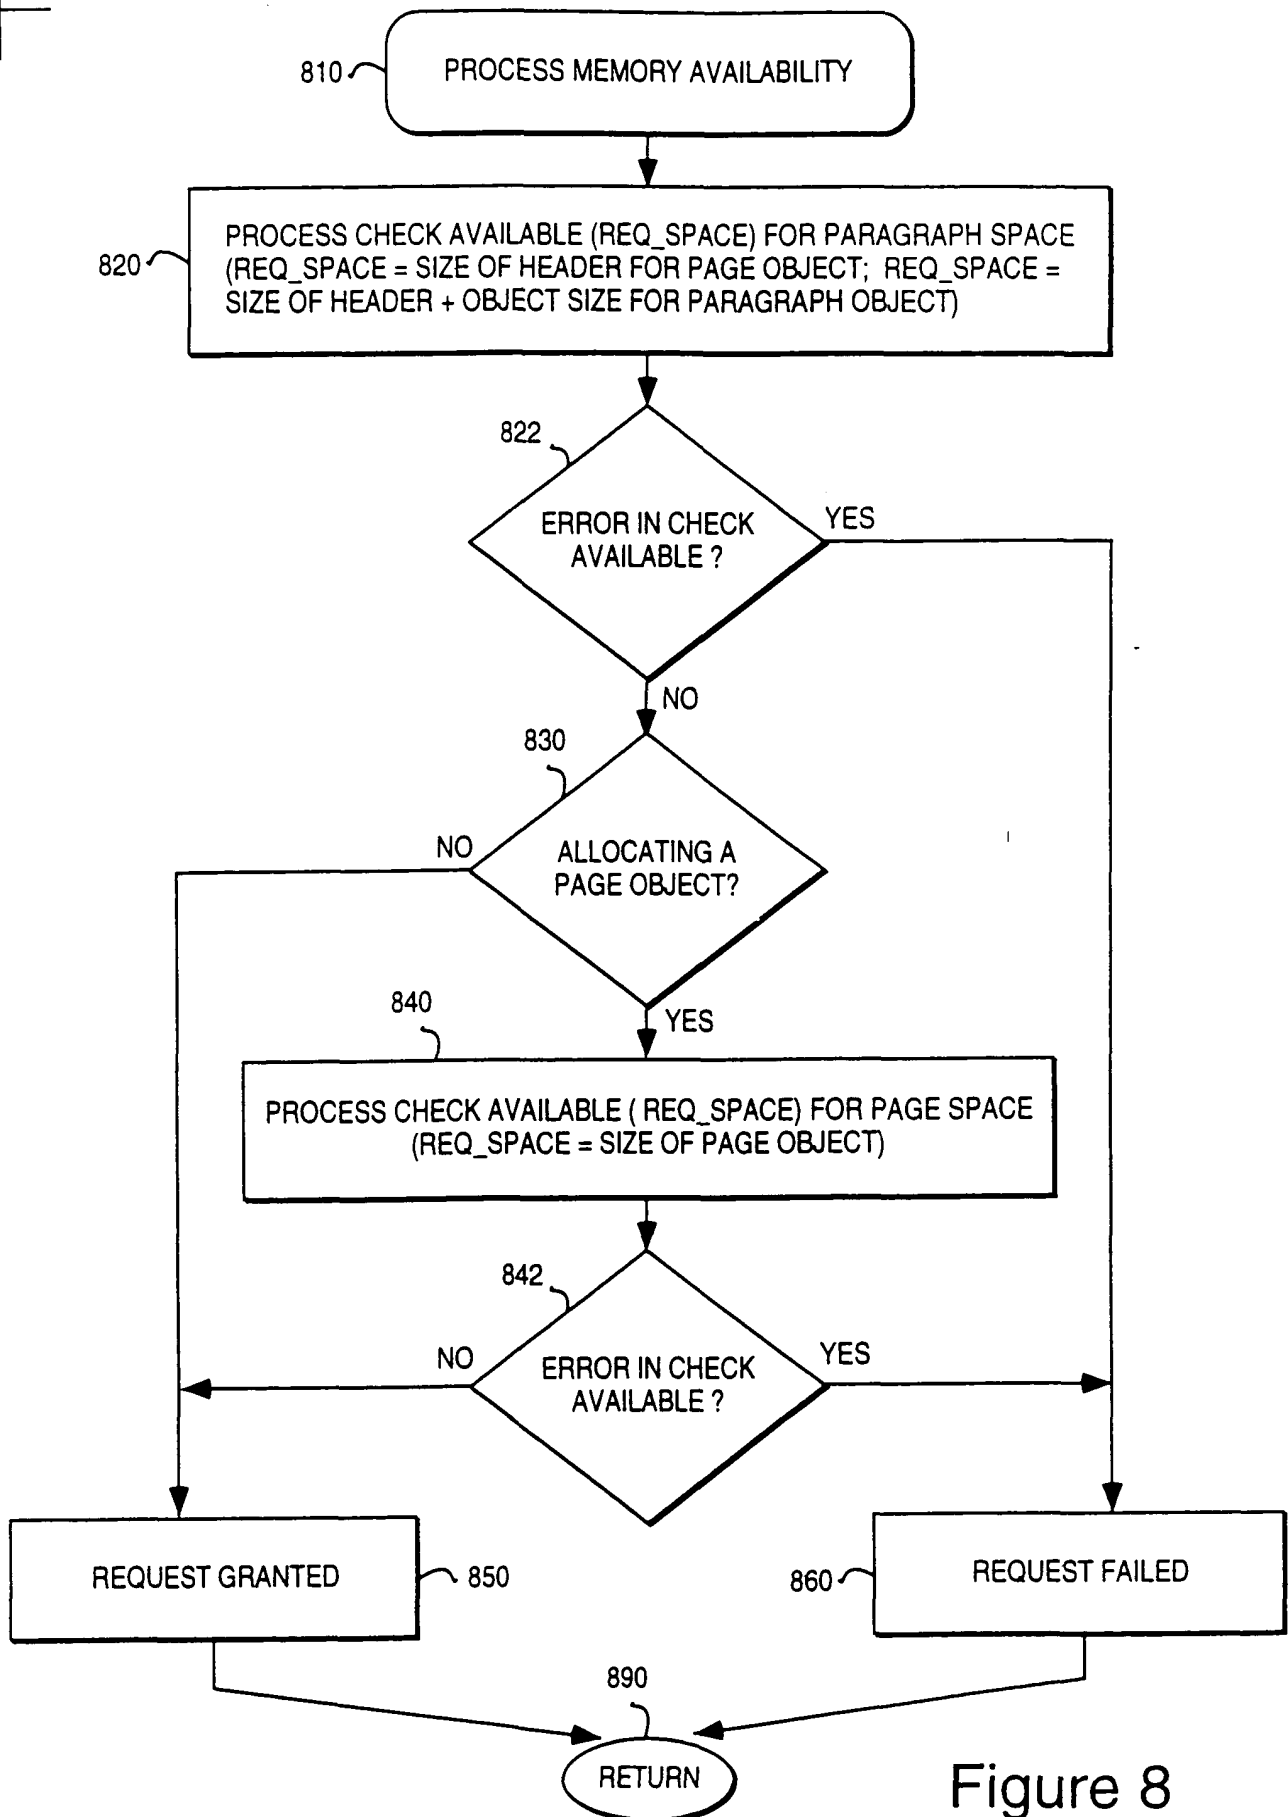 810
PROCESS MEMORY AVAILABILITY
820
PROCESS CHECK AVAILABLE (REQ_SPACE) FOR PARAGRAPH SPACE
(REQ_SPACE = SIZE OF HEADER FOR PAGE OBJECT; REQ_SPACE =
SIZE OF HEADER + OBJECT SIZE FOR PARAGRAPH OBJECT)
822
ERROR IN CHECK
AVAILABLE ?
YES
NO
830
NO
ALLOCATING A
PAGE OBJECT?
YES
840
PROCESS CHECK AVAILABLE ( REQ_SPACE) FOR PAGE SPACE
(REQ_SPACE = SIZE OF PAGE OBJECT)
842
NO
ERROR IN CHECK
AVAILABLE ?
YES
REQUEST GRANTED
850
860
REQUEST FAILED
890
RETURN
Figure 8